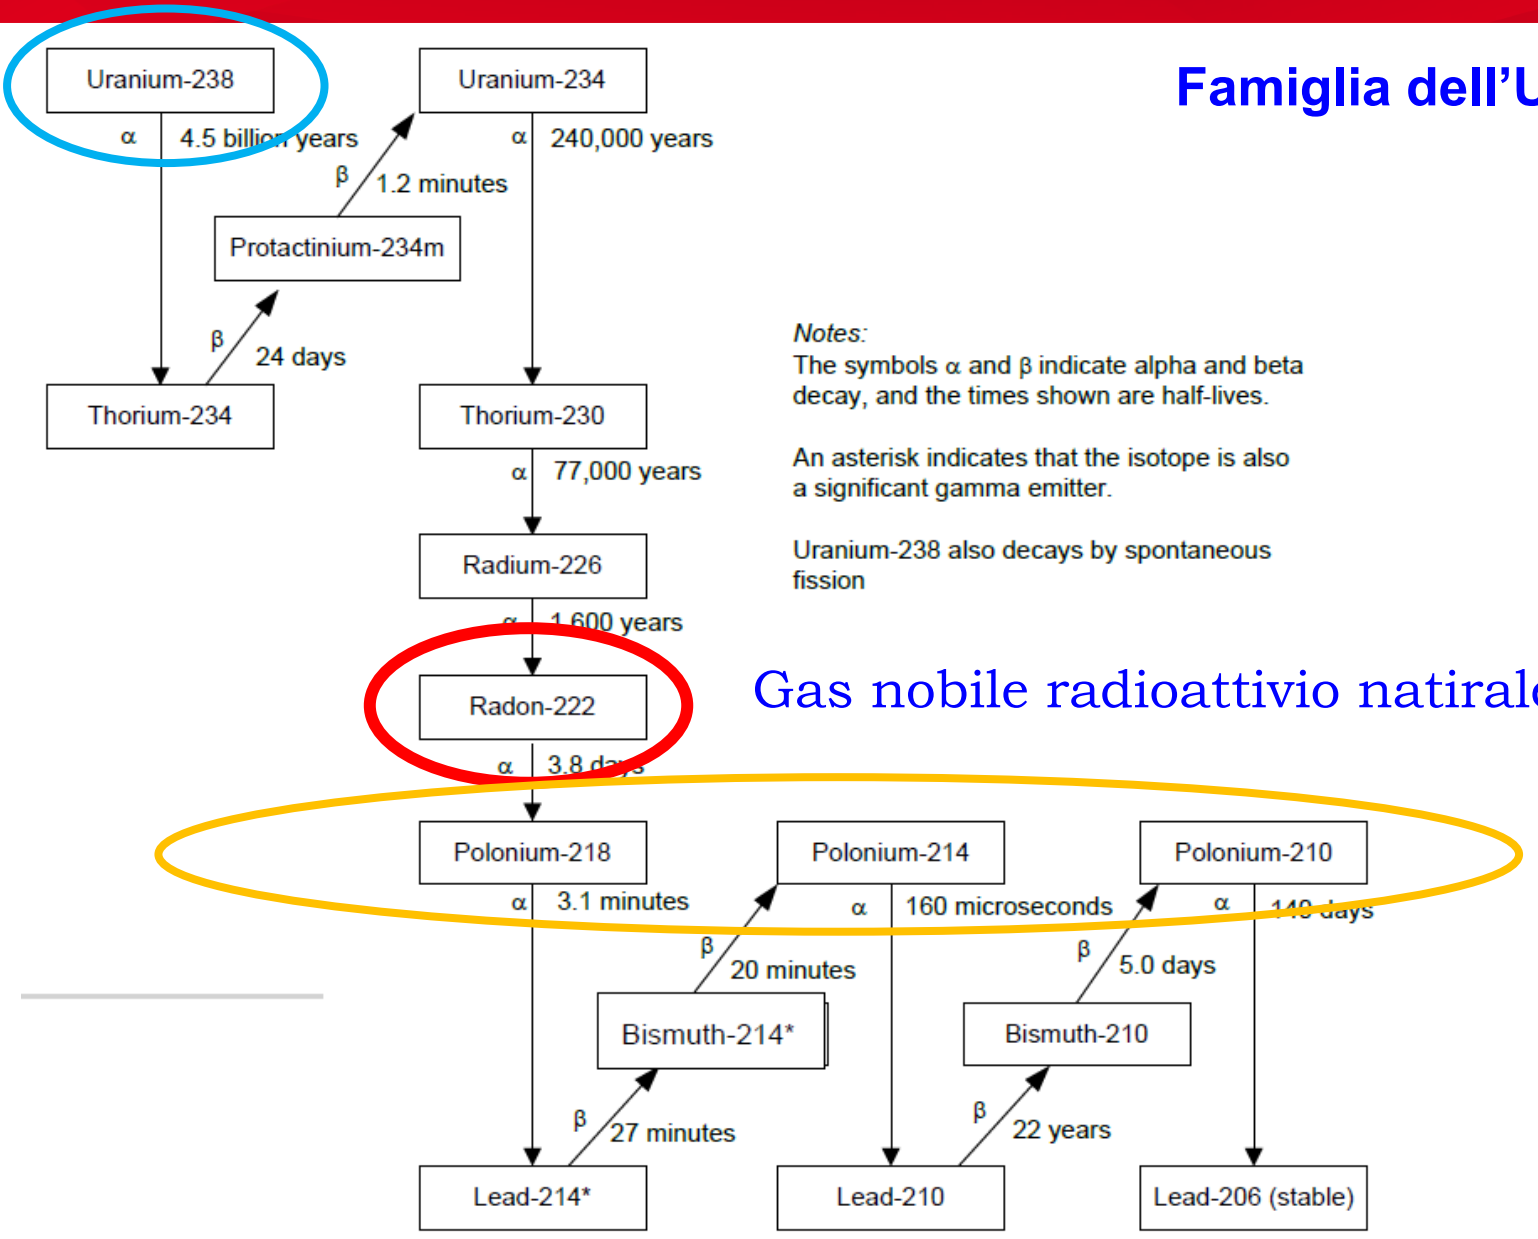 Famiglia dell'U
Uranium-238
Uranium-234
α 4.5 billion years
α 240,000 years
β 1.2 minutes
Protactinium-234m
β 24 days
Thorium-234
Thorium-230
Notes:
The symbols α and β indicate alpha and beta
decay, and the times shown are half-lives.
An asterisk indicates that the isotope is also
a significant gamma emitter.
Uranium-238 also decays by spontaneous
fission
α 77,000 years
Radium-226
α 1,600 years
Radon-222
Gas nobile radioattivio natirale
α 3.8 days
Polonium-218
Polonium-214
Polonium-210
α 3.1 minutes
α 160 microseconds
α 140 days
β 20 minutes
β 5.0 days
Bismuth-214*
Bismuth-210
β 27 minutes
β 22 years
Lead-214*
Lead-210
Lead-206 (stable)